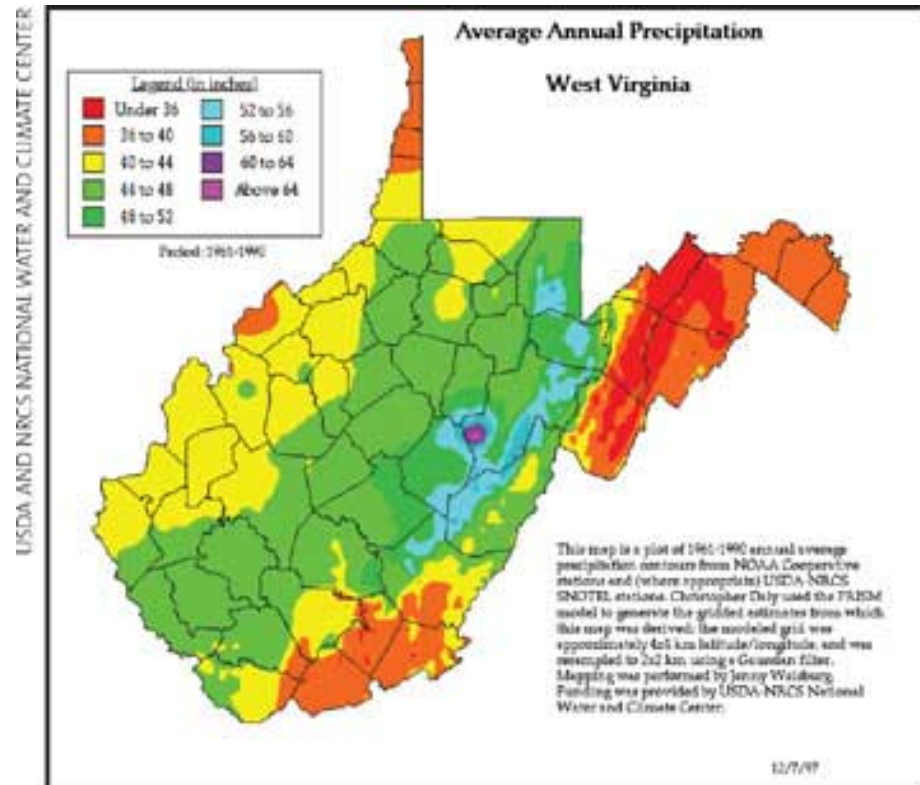 USDA AND NRCS NATIONAL WATER AND CLIMATE CENTER
Average Annual Precipitation
West Virginia
Legend (in inches)
Under 36
36 to 40
40 to 44
44 to 48
48 to 52
52 to 56
56 to 60
60 to 64
Above 64
Period: 1961-1990
This map is a plot of 1961-1990 annual average
precipitation contours from NOAA Cooperative
stations and (where appropriate) USDA-NRCS
SNOTEL stations. Christopher Daly used the PRISM
model to generate the gridded estimates from which
this map was derived; the modeled grid was
approximately 4x4 km latitude/longitude, and was
resampled to 2x2 km using a Gaussian filter.
Mapping was performed by Jenny Weisburg.
Funding was provided by USDA-NRCS National
Water and Climate Center.
12/7/97